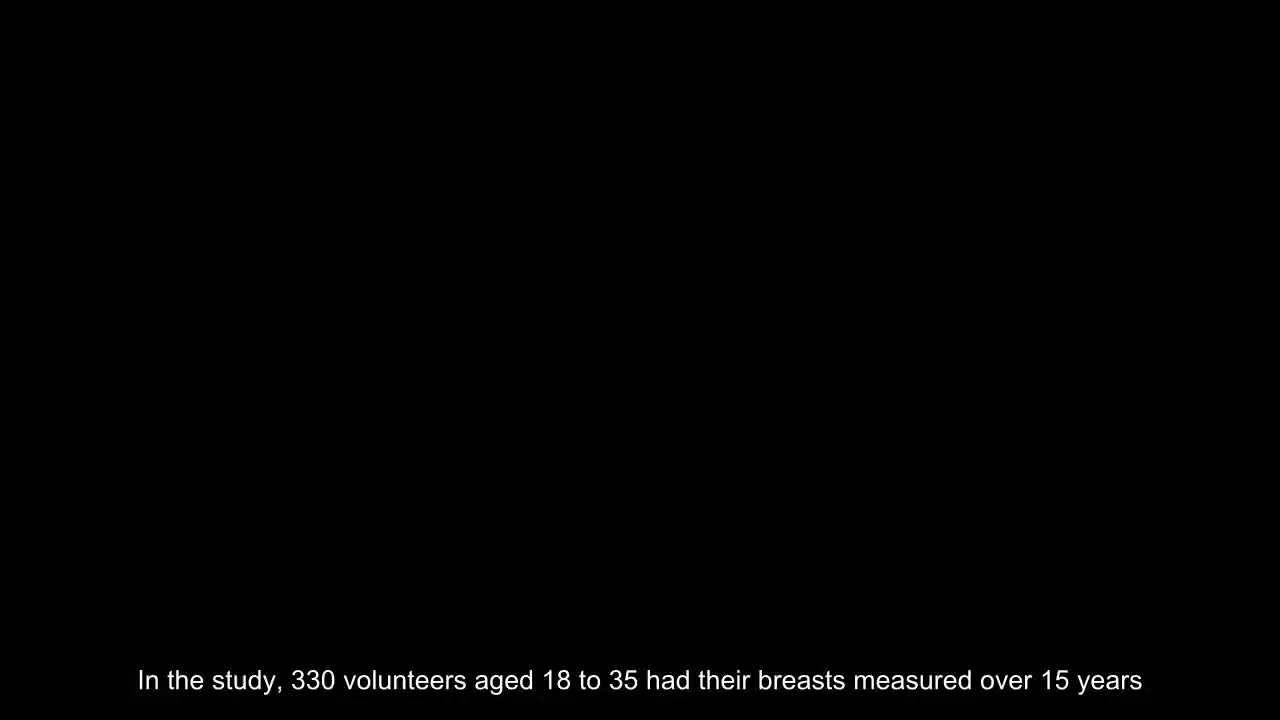 In the study, 330 volunteers aged 18 to 35 had their breasts measured over 15 years